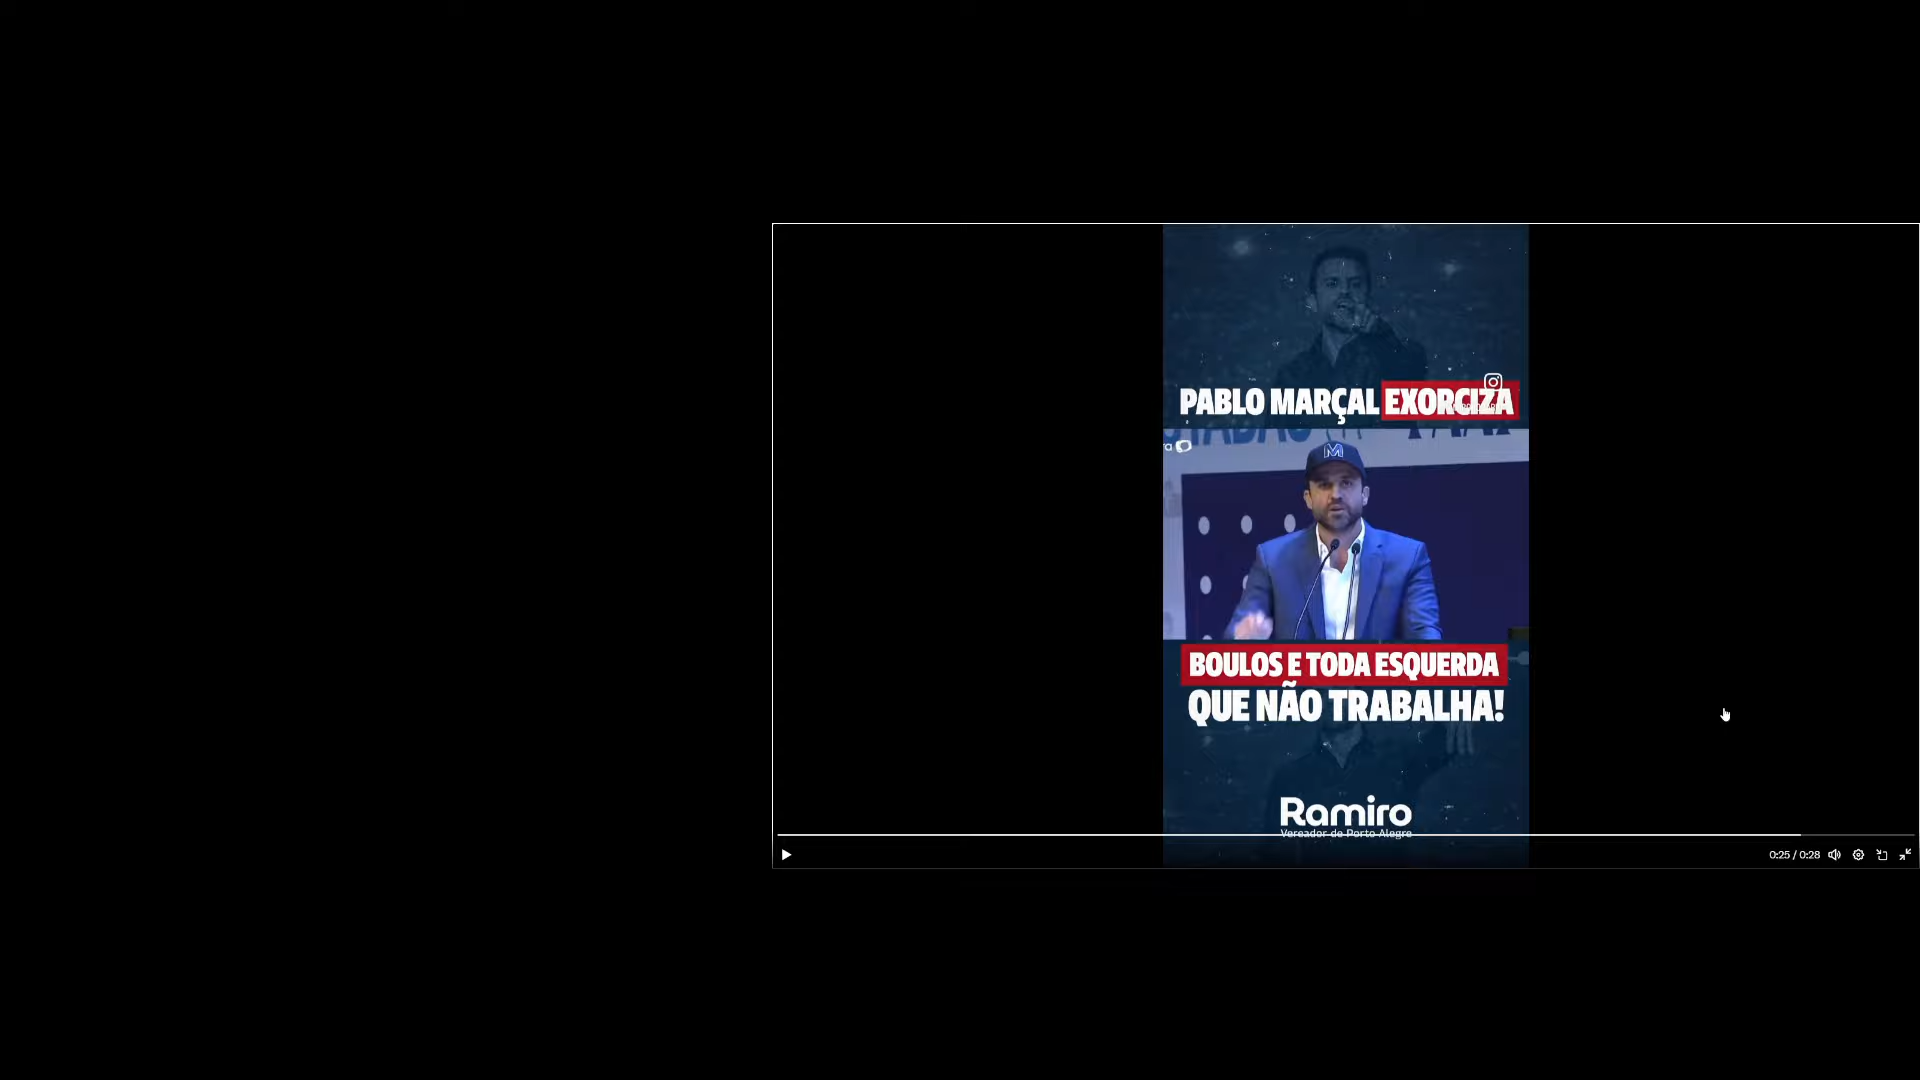 PABLO MARÇAL EXORCIZA
M
BOULOS E TODA ESQUERDA
QUE NÃO TRABALHA!
Ramiro
Vereador de Porto Alegre
0:25 / 0:28